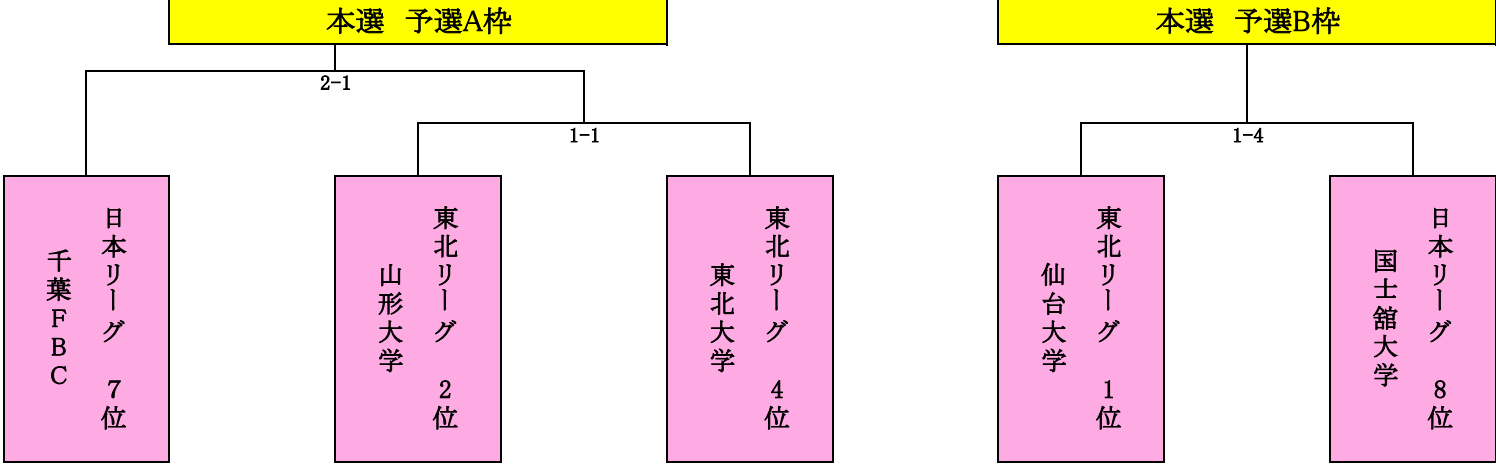 本選　予選A枠
本選　予選B枠
2-1
1-1
1-4
日本リーグ　7位
千葉FBC
東北リーグ　2位
山形大学
東北リーグ　4位
東北大学
東北リーグ　1位
仙台大学
日本リーグ　8位
国士舘大学